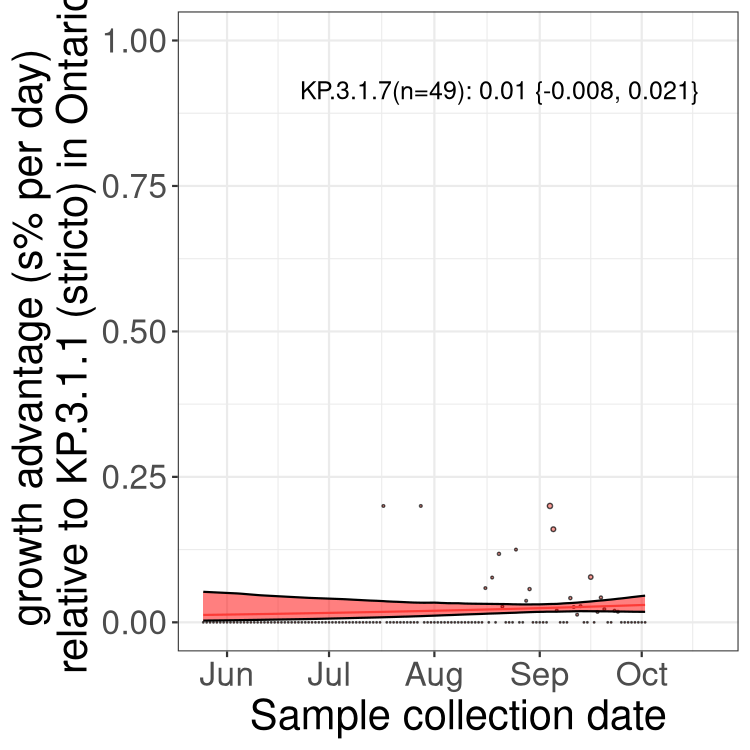 growth advantage (s% per day)
relative to KP.3.1.1 (stricto) in Ontario
1.00
KP.3.1.7(n=49): 0.01 {-0.008, 0.021}
0.75
0.50
0.25
0.00
Jun Jul Aug Sep Oct
Sample collection date